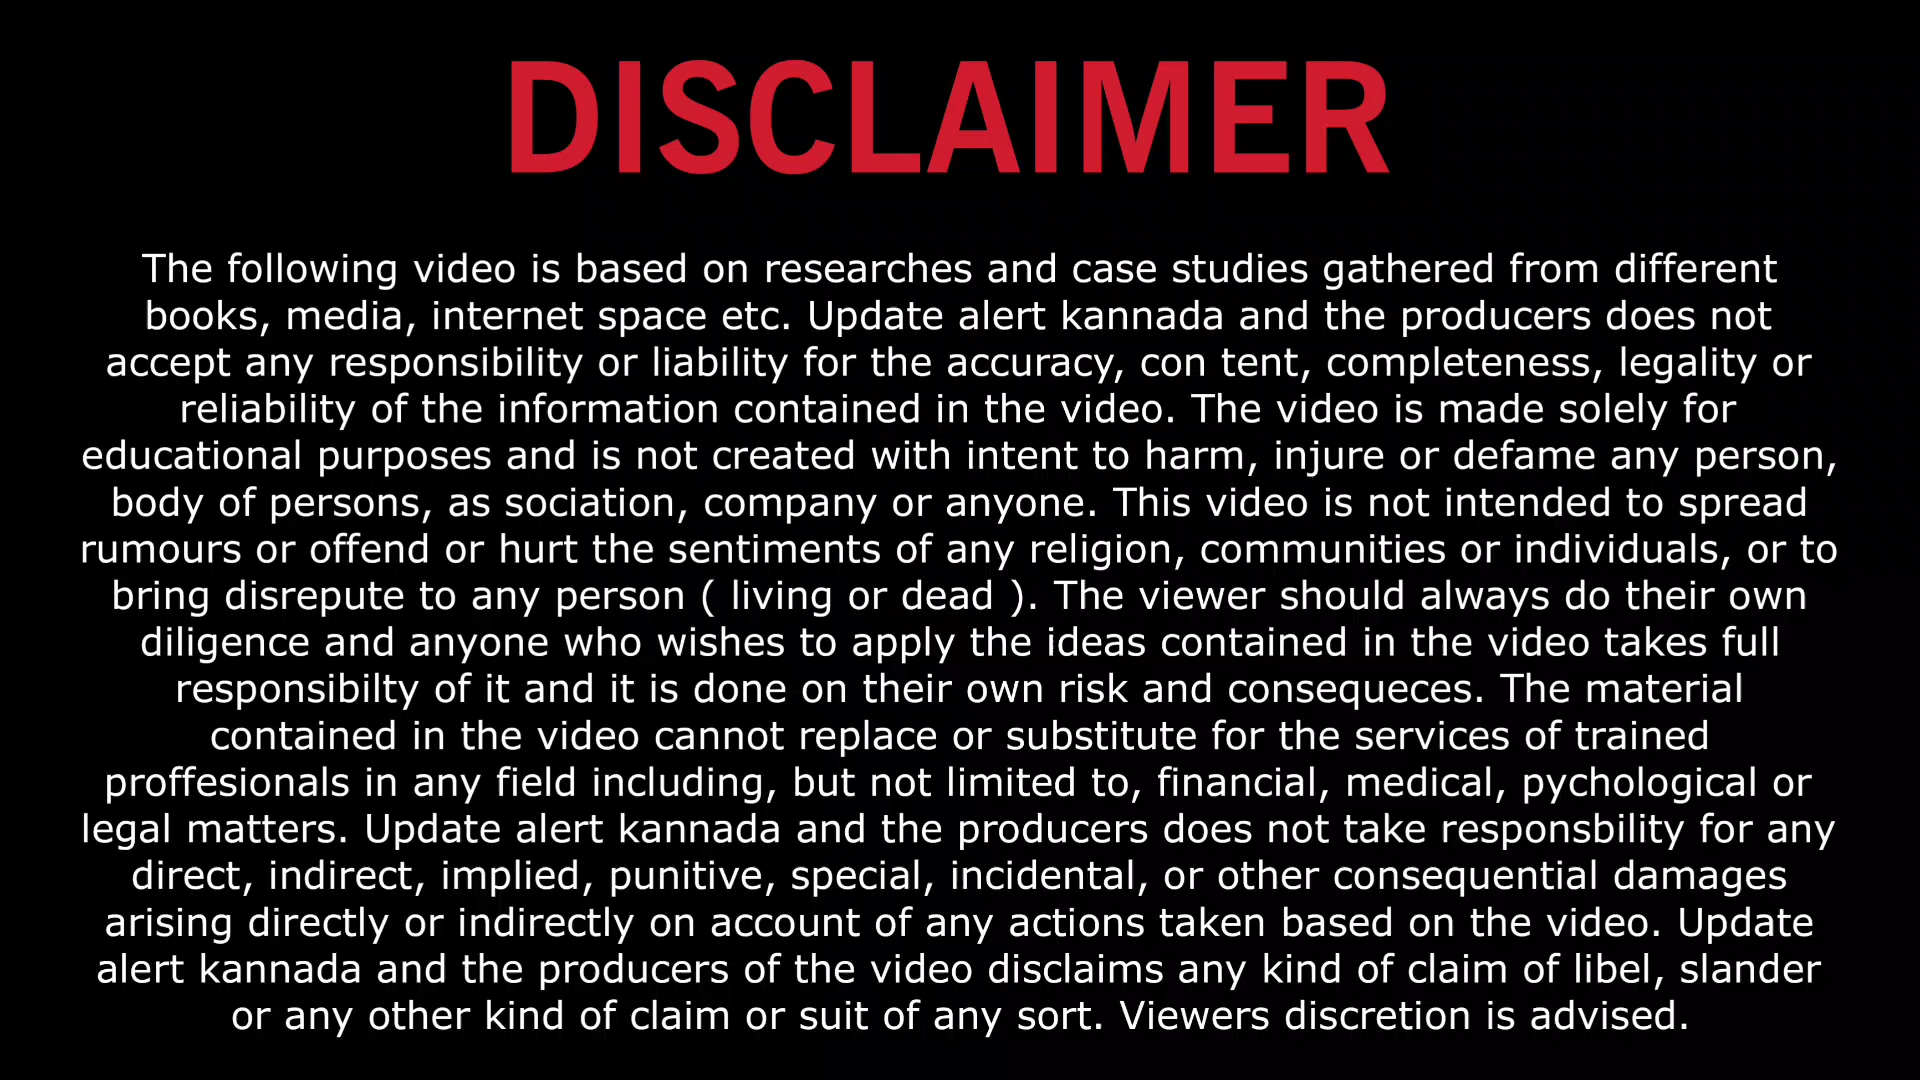 DISCLAIMER
The following video is based on researches and case studies gathered from different
books, media, internet space etc. Update alert kannada and the producers does not
accept any responsibility or liability for the accuracy, con tent, completeness, legality or
reliability of the information contained in the video. The video is made solely for
educational purposes and is not created with intent to harm, injure or defame any person,
body of persons, as sociation, company or anyone. This video is not intended to spread
rumours or offend or hurt the sentiments of any religion, communities or individuals, or to
bring disrepute to any person ( living or dead ). The viewer should always do their own
diligence and anyone who wishes to apply the ideas contained in the video takes full
responsibilty of it and it is done on their own risk and consequeces. The material
contained in the video cannot replace or substitute for the services of trained
proffesionals in any field including, but not limited to, financial, medical, pychological or
legal matters. Update alert kannada and the producers does not take responsbility for any
direct, indirect, implied, punitive, special, incidental, or other consequential damages
arising directly or indirectly on account of any actions taken based on the video. Update
alert kannada and the producers of the video disclaims any kind of claim of libel, slander
or any other kind of claim or suit of any sort. Viewers discretion is advised.